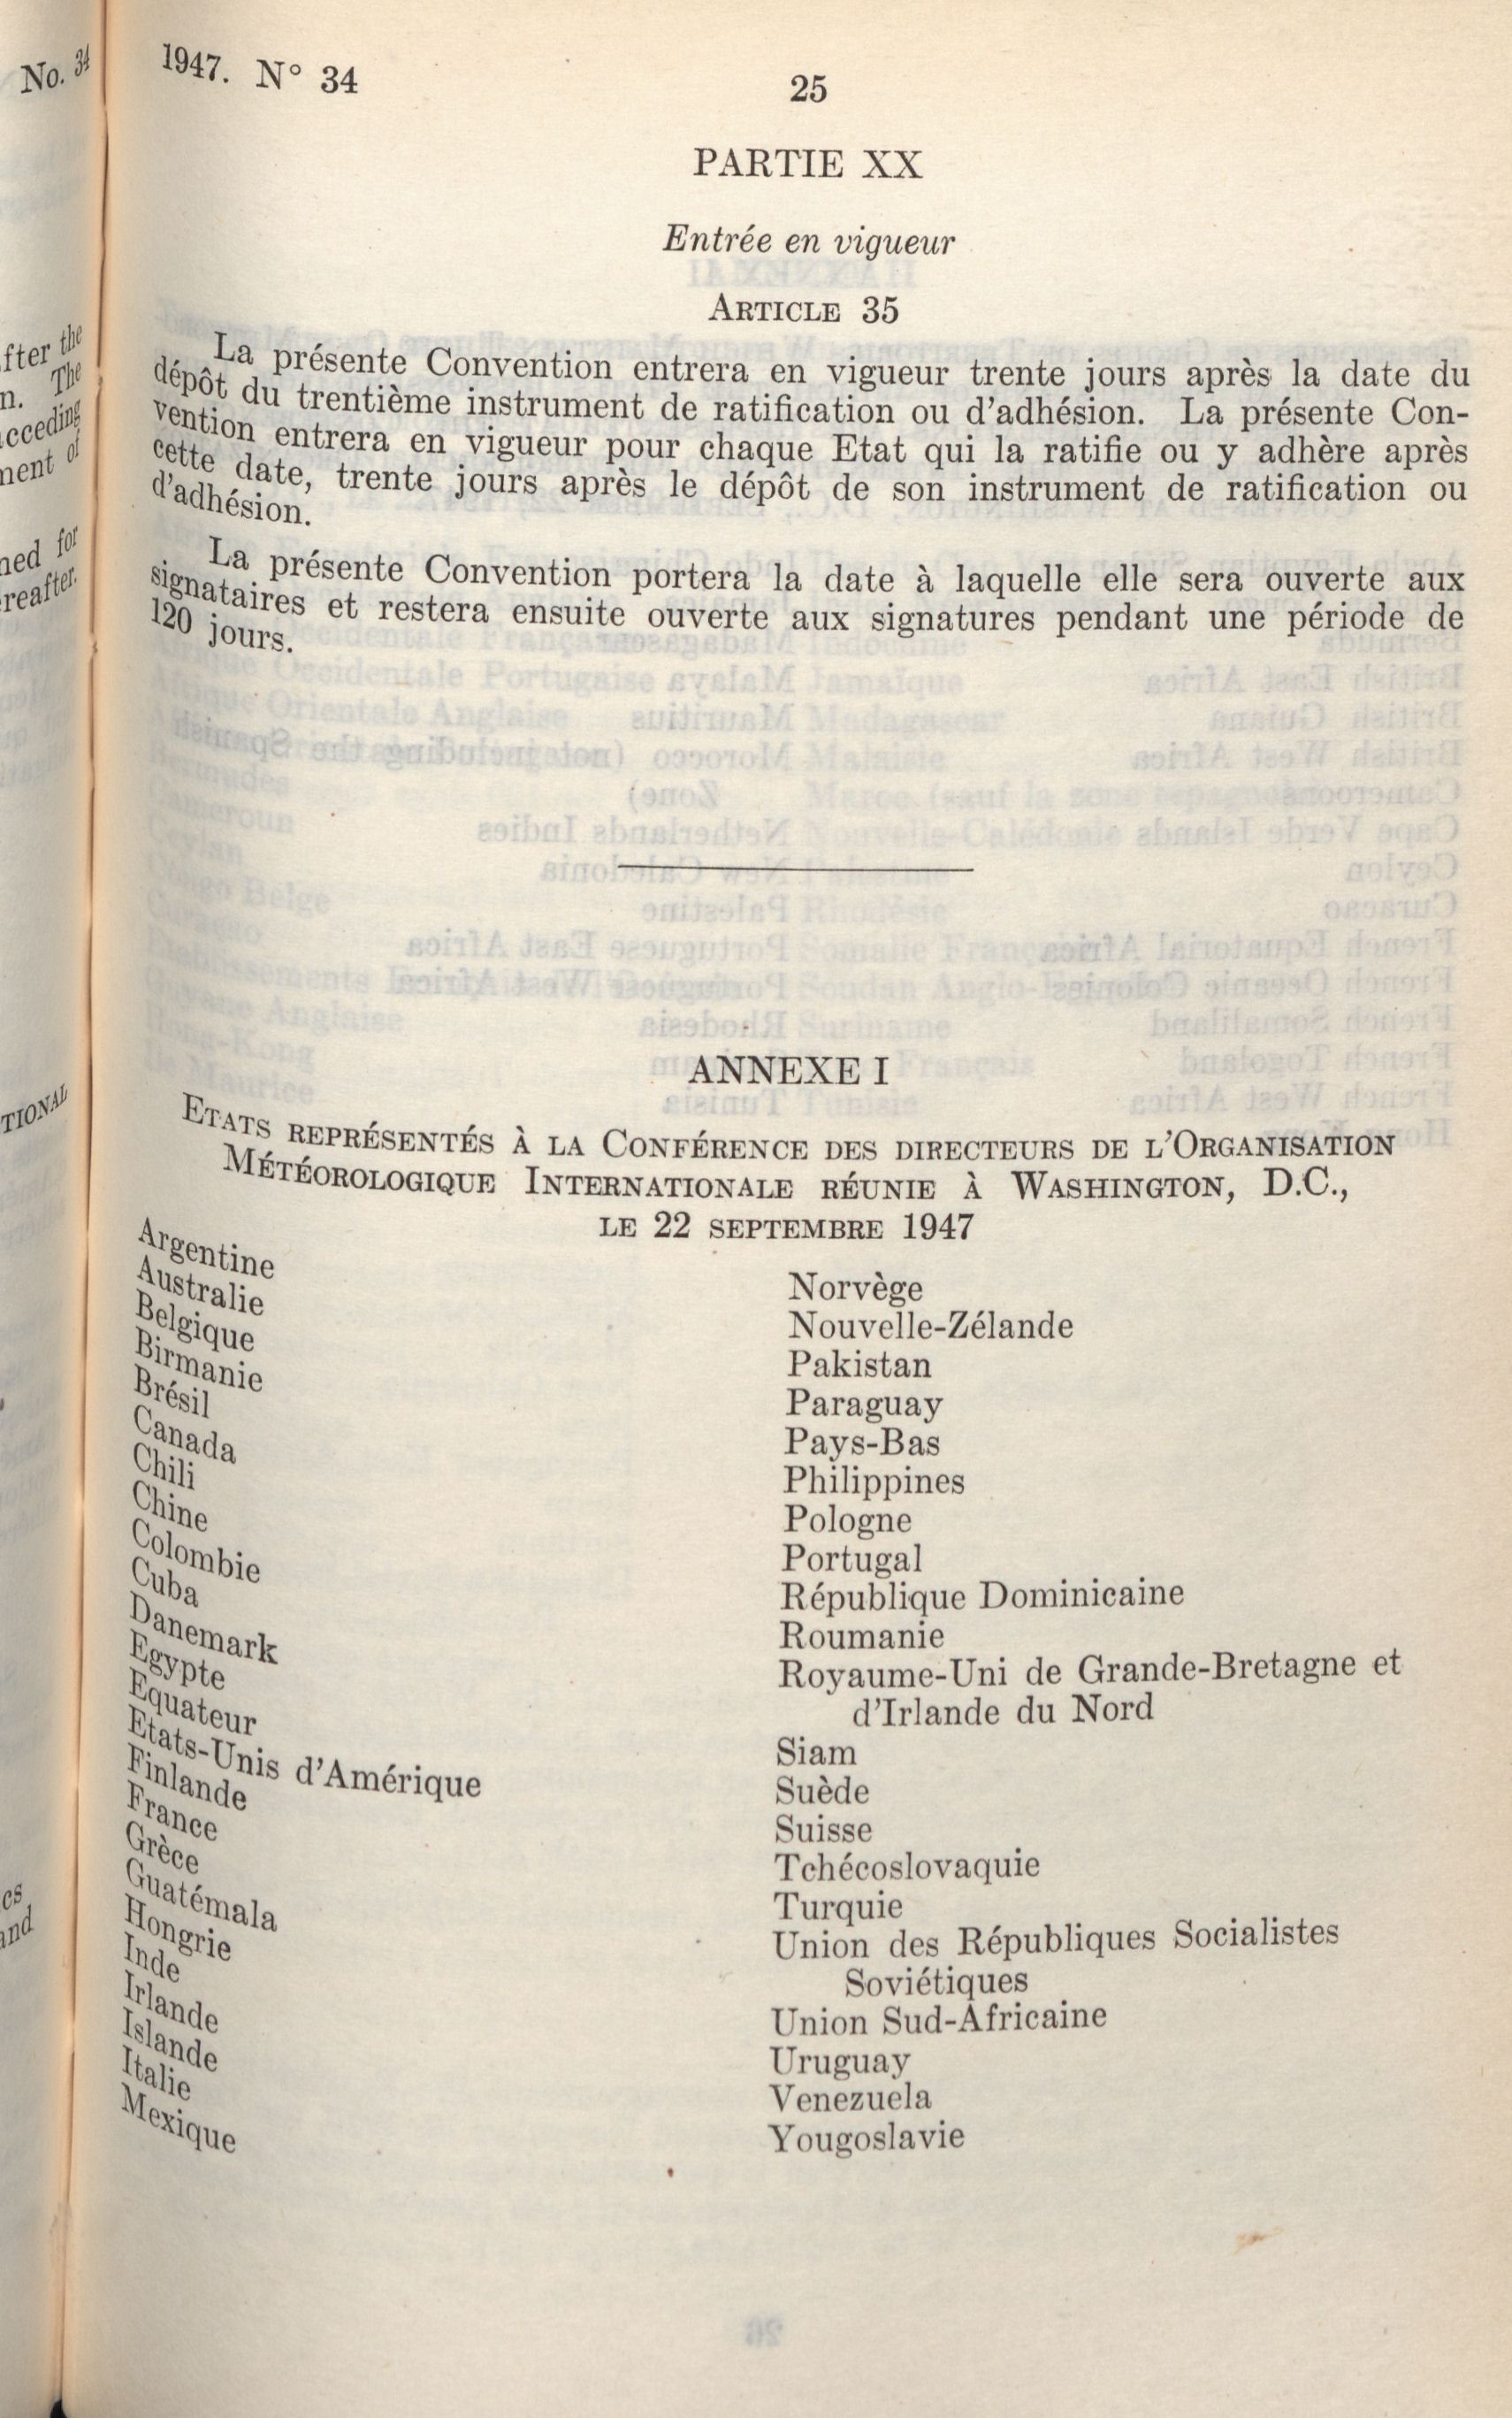 1947. N° 34
25
PARTIE XX
Entrée en vigueur
ARTICLE 35
La présente Convention entrera en vigueur trente jours après la date du
dépôt du trentième instrument de ratification ou d'adhésion. La présente Con-
vention entrera en vigueur pour chaque Etat qui la ratifie ou y adhère après
cette date, trente jours après le dépôt de son instrument de ratification ou
d'adhésion.
La présente Convention portera la date à laquelle elle sera ouverte aux
signataires et restera ensuite ouverte aux signatures pendant une période de
120 jours.
ANNEXE I
ETATS REPRÉSENTÉS À LA CONFÉRENCE DES DIRECTEURS DE L'ORGANISATION
MÉTÉOROLOGIQUE INTERNATIONALE RÉUNIE À WASHINGTON, D.C.,
LE 22 SEPTEMBRE 1947
Argentine
Australie
Belgique
Birmanie
Brésil
Canada
Chili
Chine
Colombie
Cuba
Danemark
Egypte
Equateur
Etats-Unis d'Amérique
Finlande
France
Grèce
Guatémala
Hongrie
Inde
Irlande
Islande
Italie
Mexique
Norvège
Nouvelle-Zélande
Pakistan
Paraguay
Pays-Bas
Philippines
Pologne
Portugal
République Dominicaine
Roumanie
Royaume-Uni de Grande-Bretagne et
d'Irlande du Nord
Siam
Suède
Suisse
Tchécoslovaquie
Turquie
Union des Républiques Socialistes
Soviétiques
Union Sud-Africaine
Uruguay
Venezuela
Yougoslavie